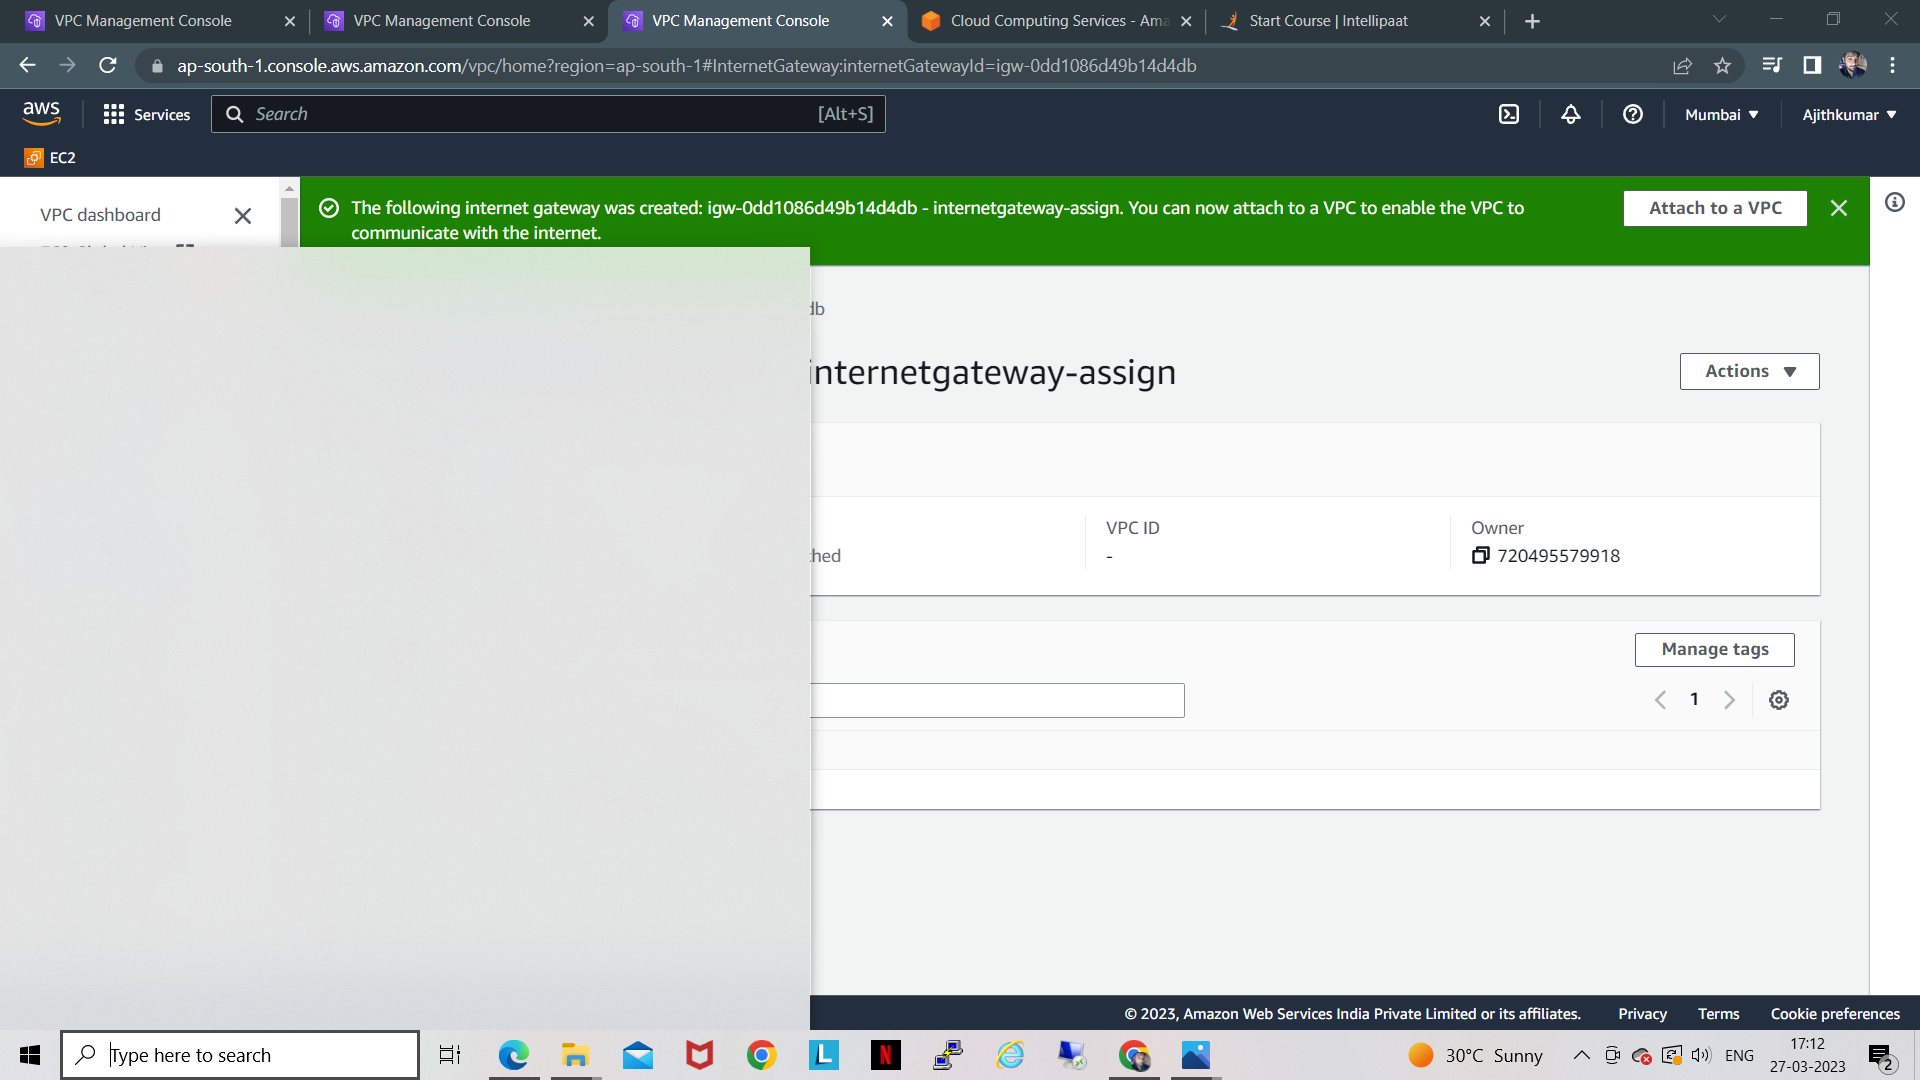 VPC Management Console
VPC Management Console
VPC Management Console
Cloud Computing Services - Ama
Start Course | Intellipaat
ap-south-1.console.aws.amazon.com/vpc/home?region=ap-south-1#InternetGateway:internetGatewayId=igw-0dd1086d49b14d4db
aws
Services
Search
[Alt+S]
Mumbai
Ajithkumar
EC2
VPC dashboard
The following internet gateway was created: igw-0dd1086d49b14d4db - internetgateway-assign. You can now attach to a VPC to enable the VPC to
communicate with the internet.
Attach to a VPC
db
internetgateway-assign
Actions
VPC ID
-
Owner
720495579918
ched
Manage tags
1
© 2023, Amazon Web Services India Private Limited or its affiliates.
Privacy
Terms
Cookie preferences
Type here to search
L
N
30°C Sunny
ENG
17:12
27-03-2023
2